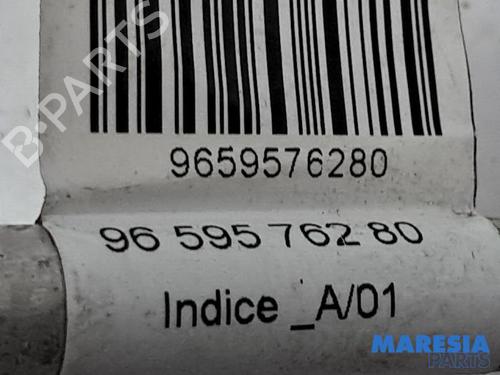 B-PARTS
9659576280
96 595 762 80
Indice _A/01
MARESIA
PARTS